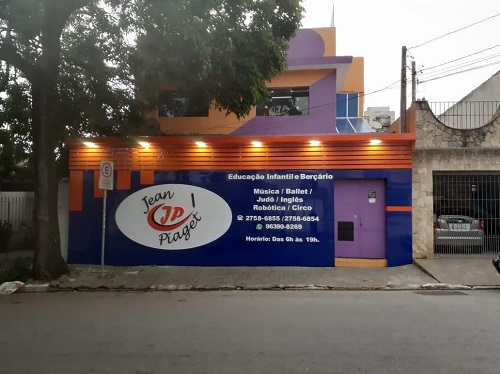 Jean
JP
Piaget
Educação Infantil e Berçário
Música / Ballet /
Judô / Inglês
Robótica / Circo
2758-6855 /2758-6854
96390-8269
Horário: Das 6h às 19h.
E